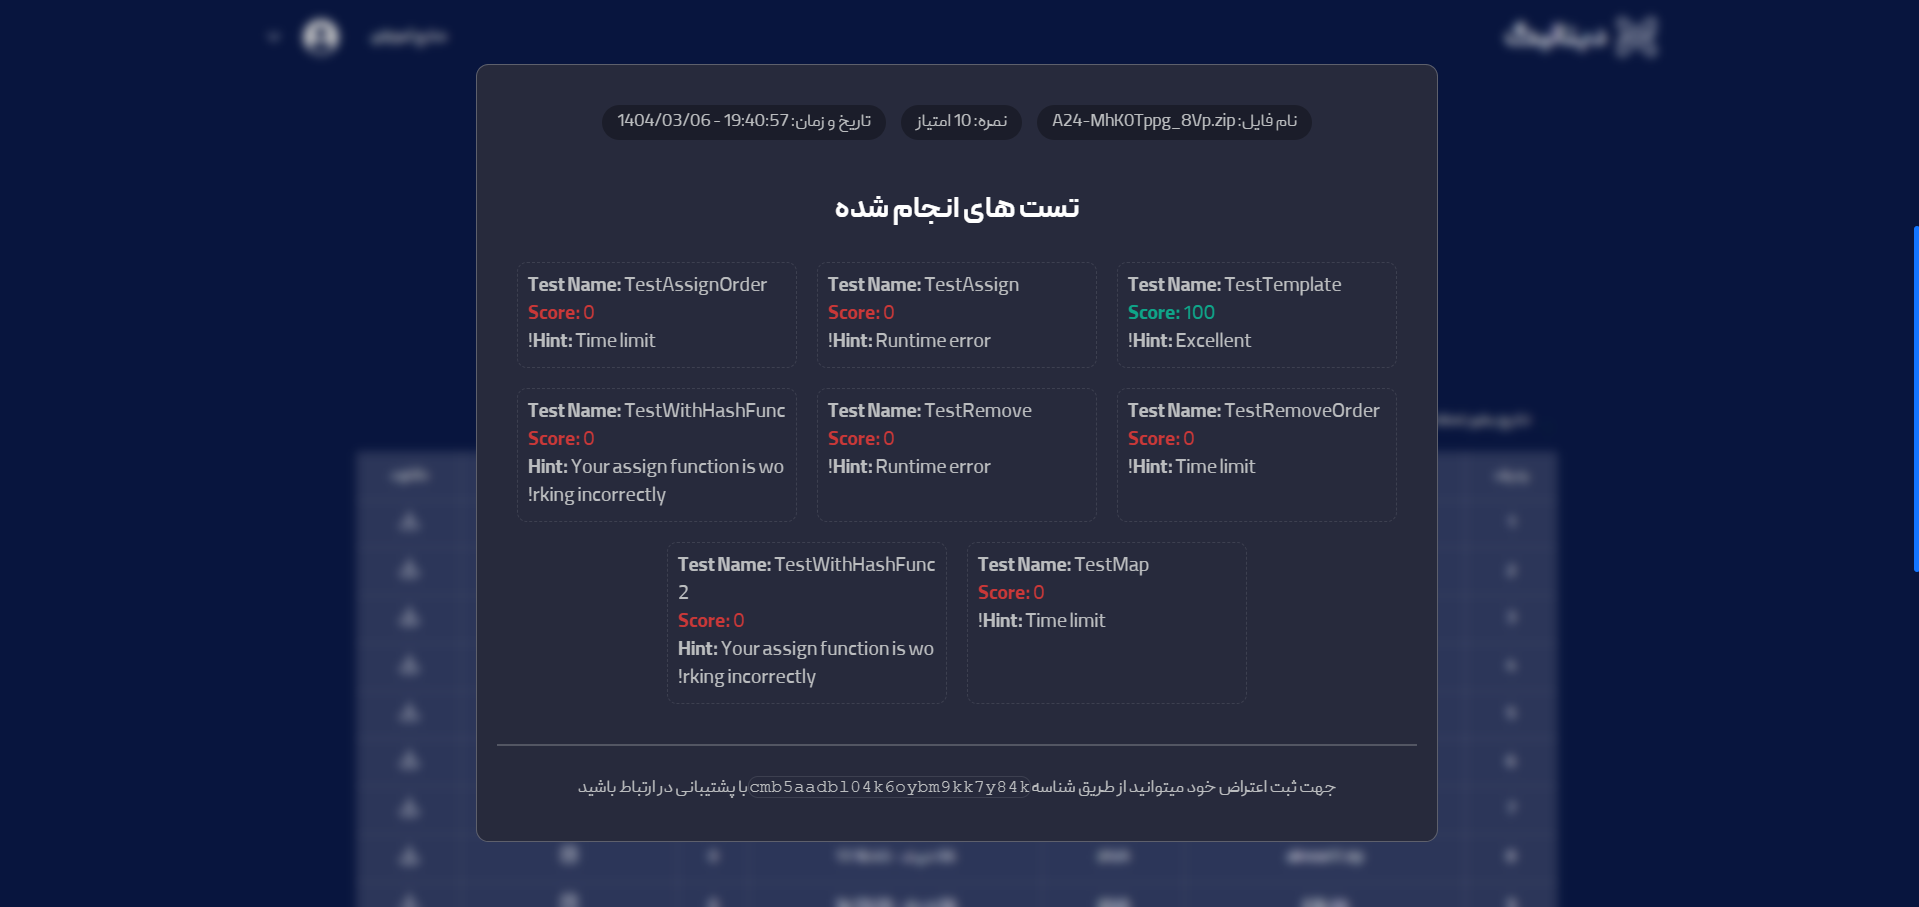 دیتالیگ
نام فایل: A24-MhK0Tppg_8Vp.zip
نمره: 10 امتیاز
تاریخ و زمان: 19:40:57 - 1404/03/06
تست های انجام شده
Test Name: TestTemplate
Score: 100
!Hint: Excellent
Test Name: TestAssign
Score: 0
!Hint: Runtime error
Test Name: TestAssignOrder
Score: 0
!Hint: Time limit
Test Name: TestRemoveOrder
Score: 0
!Hint: Time limit
Test Name: TestRemove
Score: 0
!Hint: Runtime error
Test Name: TestWithHashFunc
Score: 0
Hint: Your assign function is wo
!rking incorrectly
Test Name: TestMap
Score: 0
!Hint: Time limit
Test Name: TestWithHashFunc
2
Score: 0
Hint: Your assign function is wo
!rking incorrectly
جهت ثبت اعتراض خود میتوانید از طریق شناسه cmb5aadbl04k6oybm9kk7y84k با پشتیبانی در ارتباط باشید